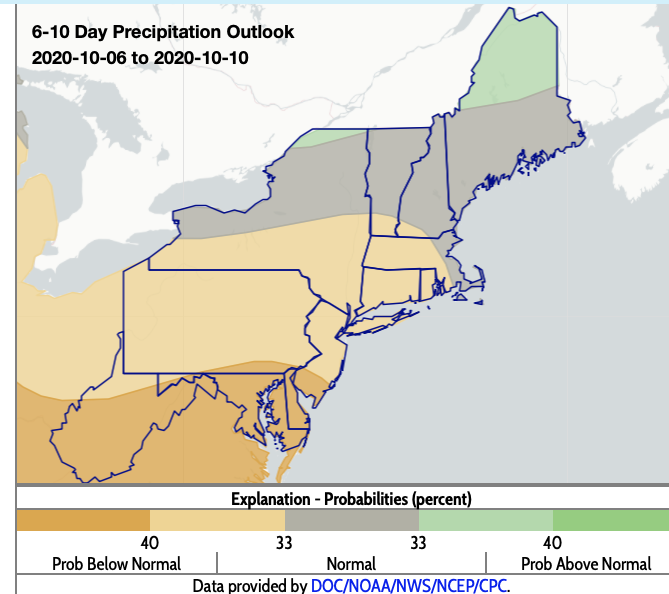 6-10 Day Precipitation Outlook
2020-10-06 to 2020-10-10
Explanation - Probabilities (percent)
40 33 33 40
Prob Below Normal Normal Prob Above Normal
Data provided by DOC/NOAA/NWS/NCEP/CPC.